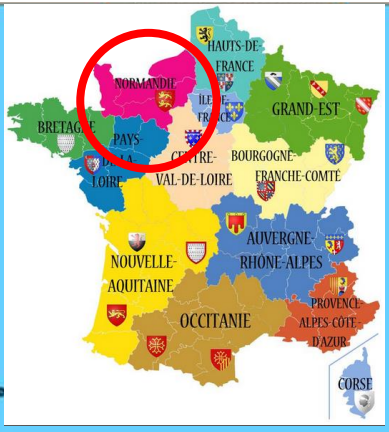 HAUTS-DE-
FRANCE
NORMANDIE
ÎLE-DE-
FRANCE
GRAND-EST
BRETAGNE
PAYS-
DE-LA-
LOIRE
CENTRE-
VAL-DE-LOIRE
BOURGOGNE-
FRANCHE-COMTÉ
AUVERGNE
RHÔNE-ALPES
NOUVELLE-
AQUITAINE
OCCITANIE
PROVENCE
ALPES-CÔTE-
D'AZUR
CORSE